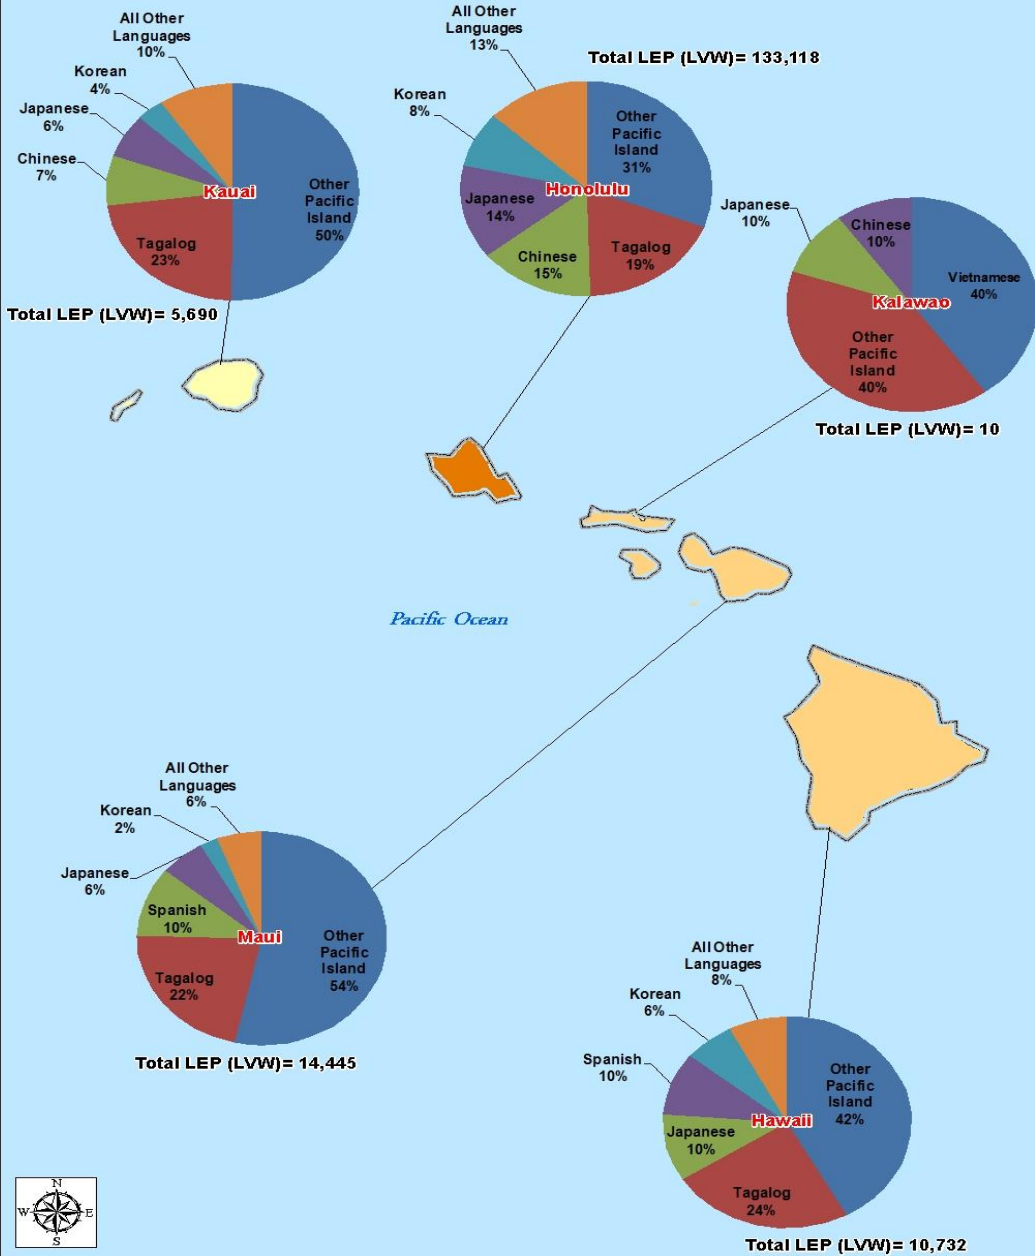 All Other
Languages
10%
Korean
4%
Japanese
6%
Chinese
7%
Tagalog
23%
Other
Pacific
Island
50%
Kauai
Total LEP (LVW)= 5,690
All Other
Languages
13%
Total LEP (LVW)= 133,118
Korean
8%
Japanese
14%
Chinese
15%
Tagalog
19%
Other
Pacific
Island
31%
Honolulu
Japanese
10%
Chinese
10%
Vietnamese
40%
Kalawao
Other
Pacific
Island
40%
Total LEP (LVW)= 10
Pacific Ocean
All Other
Languages
6%
Korean
2%
Japanese
6%
Spanish
10%
Maui
Tagalog
22%
Other
Pacific
Island
54%
Total LEP (LVW)= 14,445
All Other
Languages
8%
Korean
6%
Spanish
10%
Japanese
10%
Hawaii
Other
Pacific
Island
42%
Tagalog
24%
Total LEP (LVW)= 10,732
N
W E
S